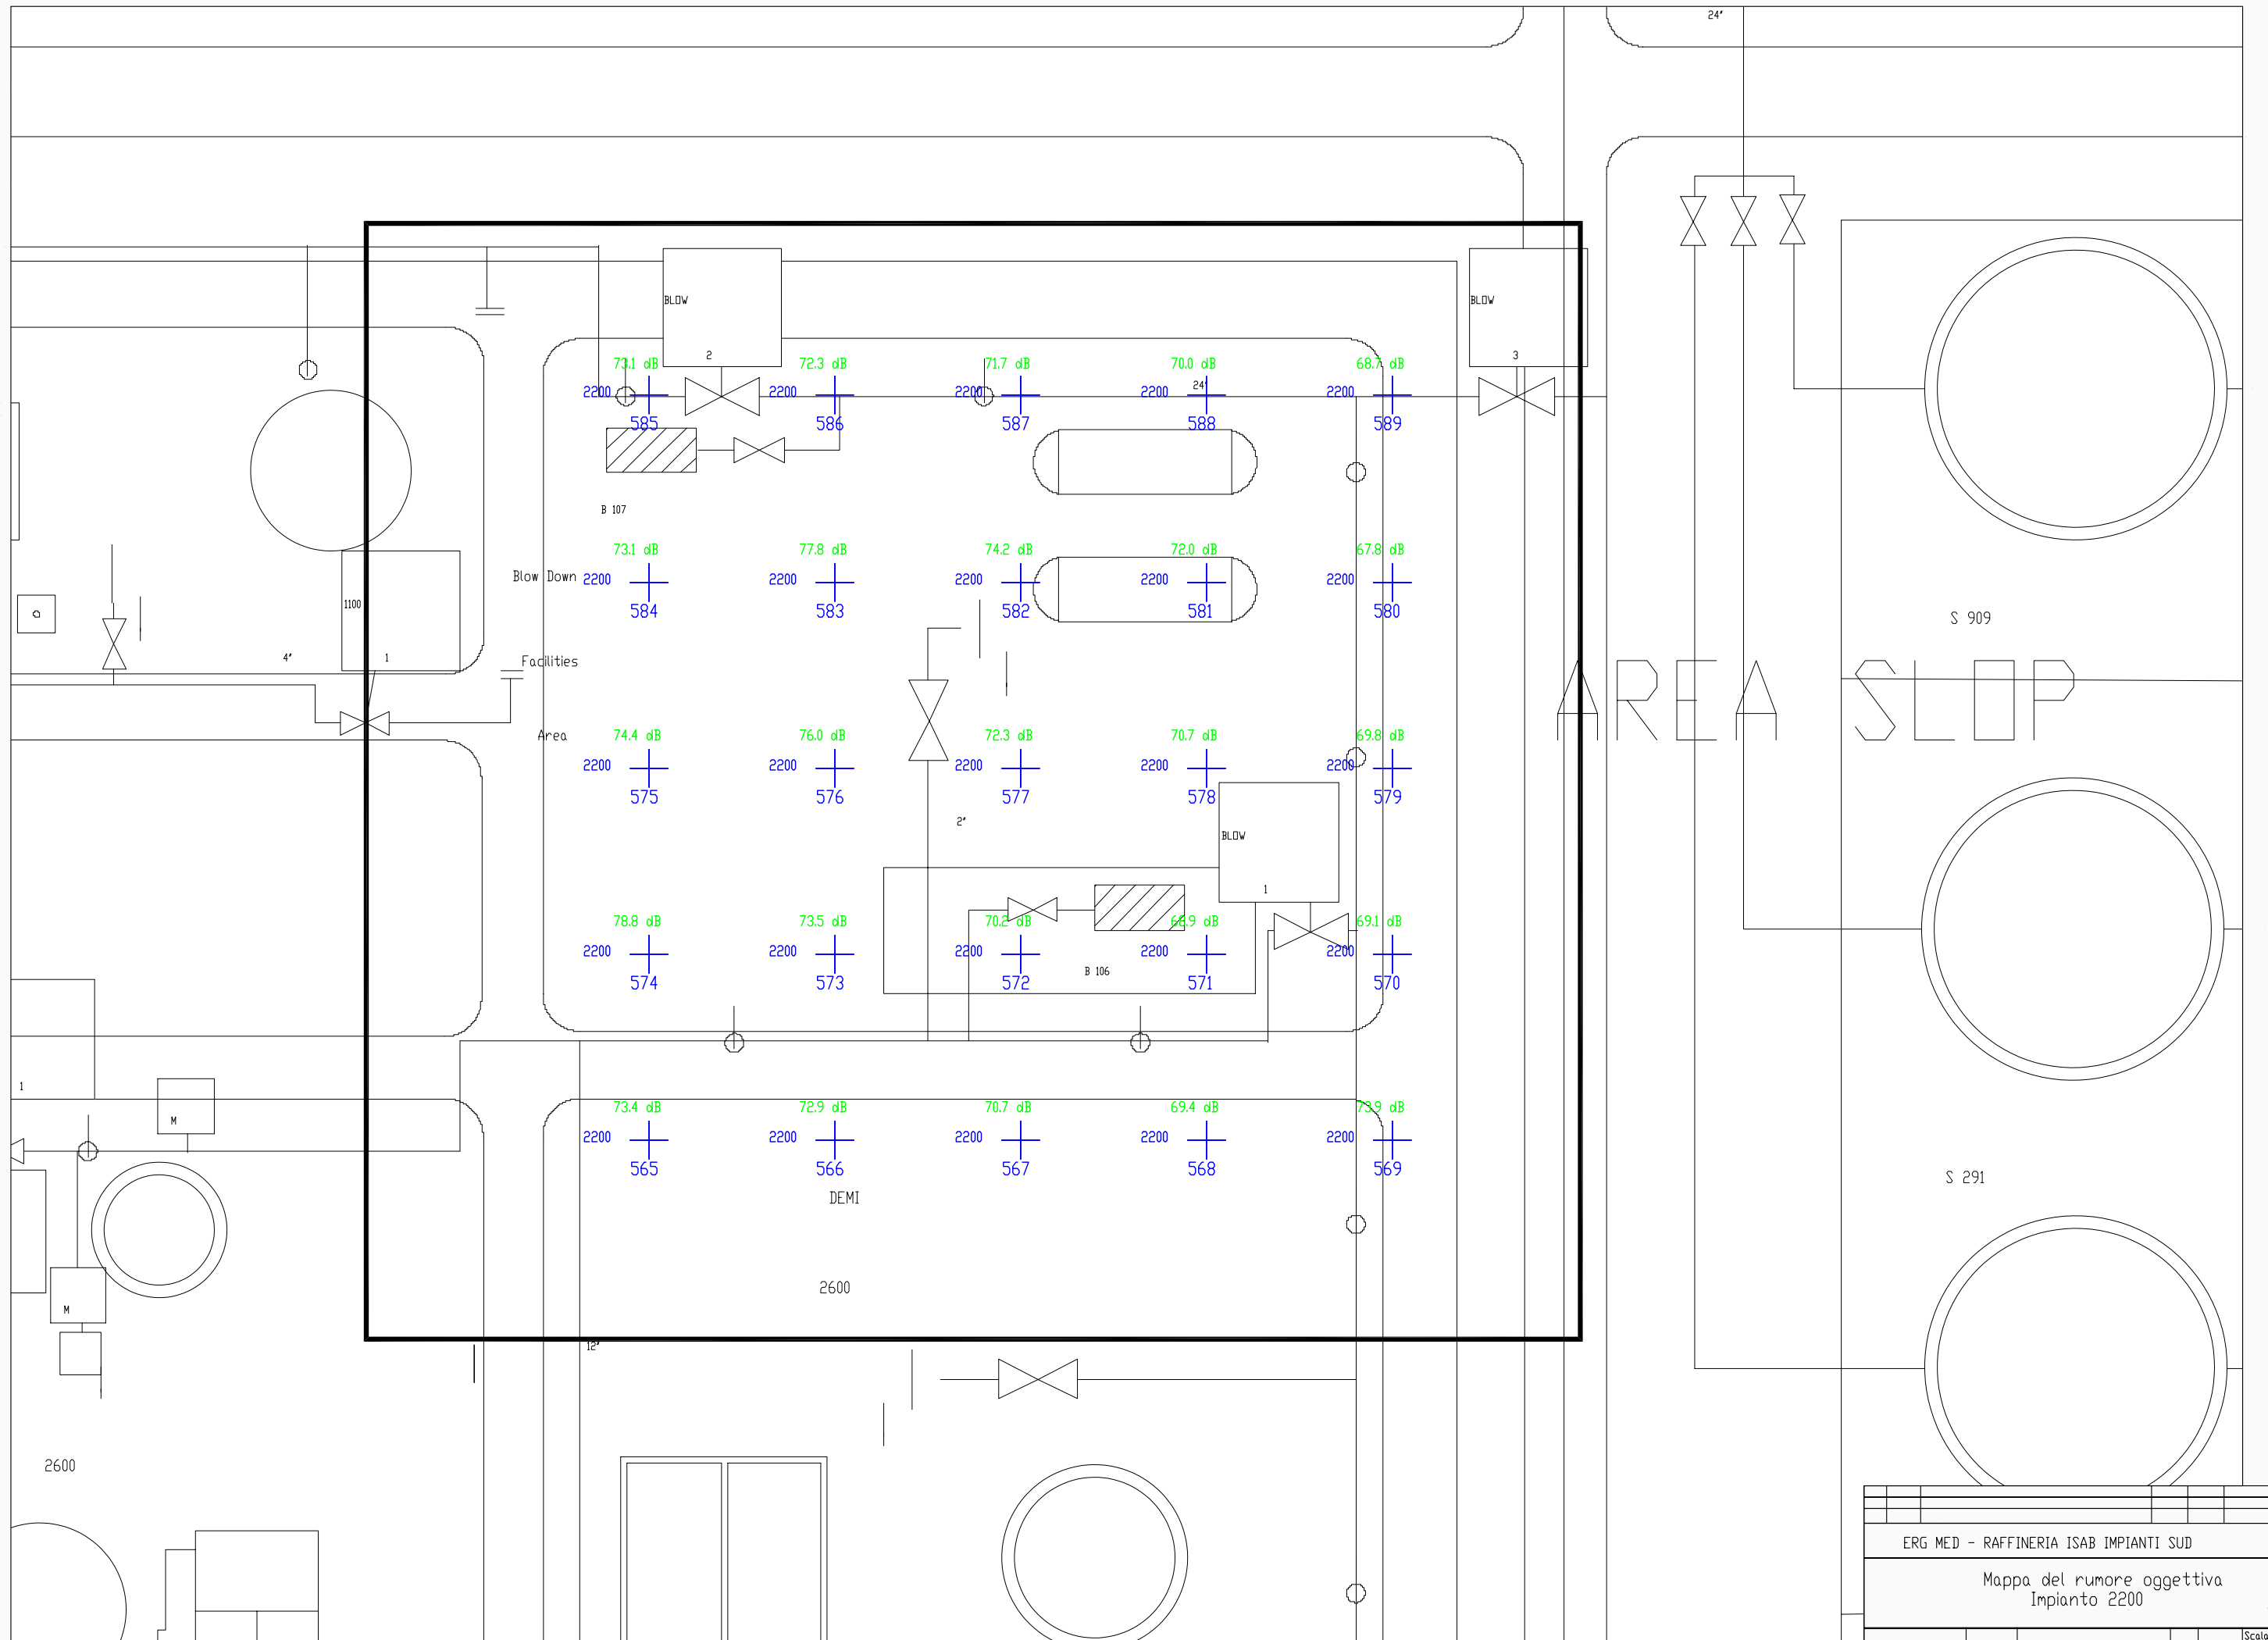 24"
BLOW
BLOW
2
3
73.1 dB
72.3 dB
71.7 dB
70.0 dB
68.7 dB
24"
2200
2200
2200
2200
2200
585
586
587
588
589
B 107
73.1 dB
77.8 dB
74.2 dB
72.0 dB
67.8 dB
Blow Down
2200
2200
2200
2200
2200
584
583
582
581
580
1100
S 909
4"
1
Facilities
AREA SLOP
Area
74.4 dB
76.0 dB
72.3 dB
70.7 dB
69.8 dB
2200
2200
2200
2200
2200
575
576
577
578
579
2"
BLOW
1
78.8 dB
73.5 dB
70.2 dB
68.9 dB
69.1 dB
2200
2200
2200
2200
2200
B 106
574
573
572
571
570
1
M
73.4 dB
72.9 dB
70.7 dB
69.4 dB
73.9 dB
2200
2200
2200
2200
2200
565
566
567
568
569
S 291
DEMI
2600
M
12"
2600
ERG MED - RAFFINERIA ISAB IMPIANTI SUD
Mappa del rumore oggettiva
Impianto 2200